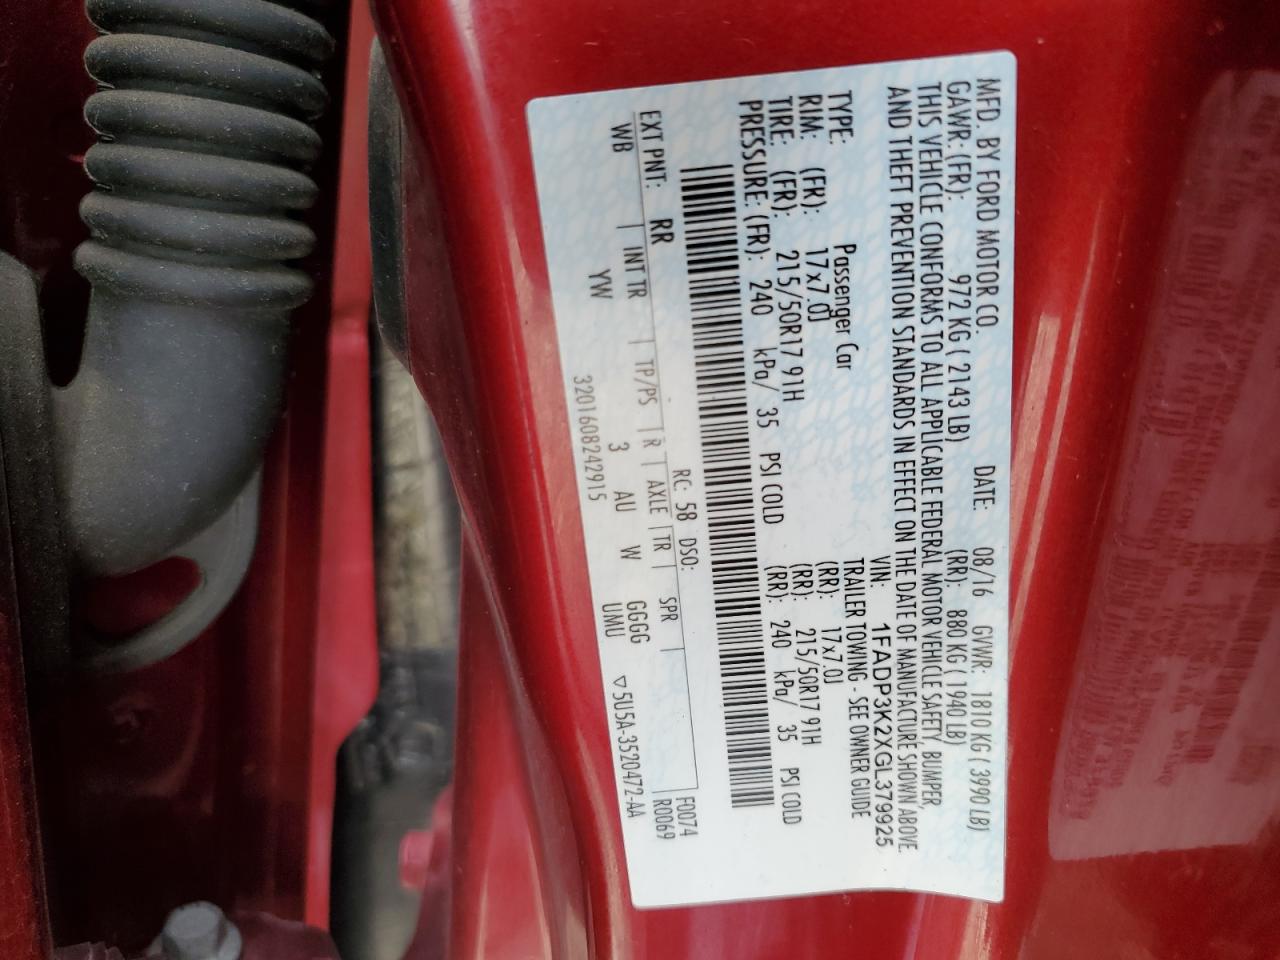 MFD. BY FORD MOTOR CO. DATE: 08/16 GVWR: 1810 KG ( 3990 LB)
GAWR: (FR): 972 KG ( 2143 LB) (RR): 880 KG ( 1940 LB)
THIS VEHICLE CONFORMS TO ALL APPLICABLE FEDERAL MOTOR VEHICLE SAFETY, BUMPER,
AND THEFT PREVENTION STANDARDS IN EFFECT ON THE DATE OF MANUFACTURE SHOWN ABOVE.
VIN: 1FADP3K2XGL379925
TYPE: Passenger Car TRAILER TOWING - SEE OWNER GUIDE
RIM: (FR): 17x7.0J (RR): 17x7.0J
TIRE: (FR): 215/50R17 91H (RR): 215/50R17 91H
PRESSURE: (FR): 240 kPa/ 35 PSI COLD (RR): 240 kPa/ 35 PSI COLD
RC: 58 DSO: F0074
EXT PNT: RR R0069
WB | INT TR | TP/PS | R | AXLE | TR | SPR |
YW 3 AU W GGGG ▽5U5A-3520472-AA
3201608242915 UMU